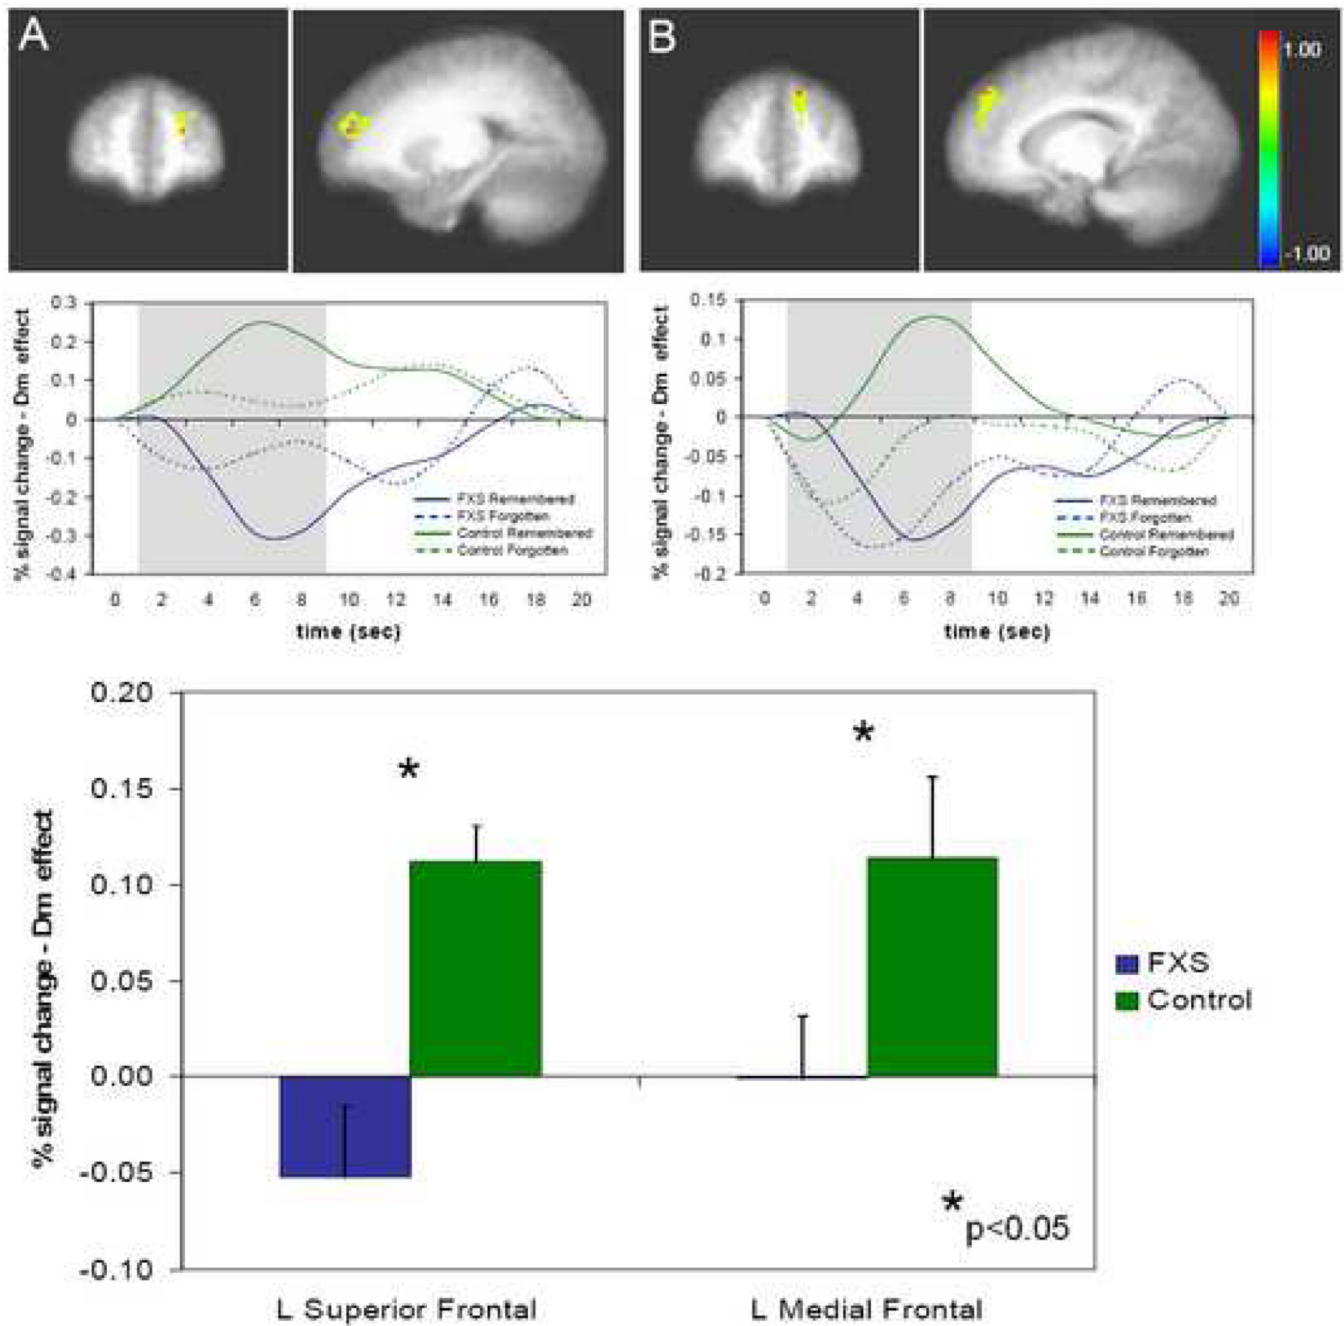 A
B
1.00
-1.00
% signal change - Dm effect
0.3
0.2
0.1
0
-0.1
-0.2
-0.3
-0.4
FXS Remembered
FXS Forgotten
Control Remembered
Control Forgotten
0 2 4 6 8 10 12 14 16 18 20
time (sec)
% signal change - Dm effect
0.15
0.1
0.05
0
-0.05
-0.1
-0.15
-0.2
FXS Remembered
FXS Forgotten
Control Remembered
Control Forgotten
0 2 4 6 8 10 12 14 16 18 20
time (sec)
% signal change - Dm effect
0.20
0.15
0.10
0.05
0.00
-0.05
-0.10
*
*
* p<0.05
FXS
Control
L Superior Frontal
L Medial Frontal